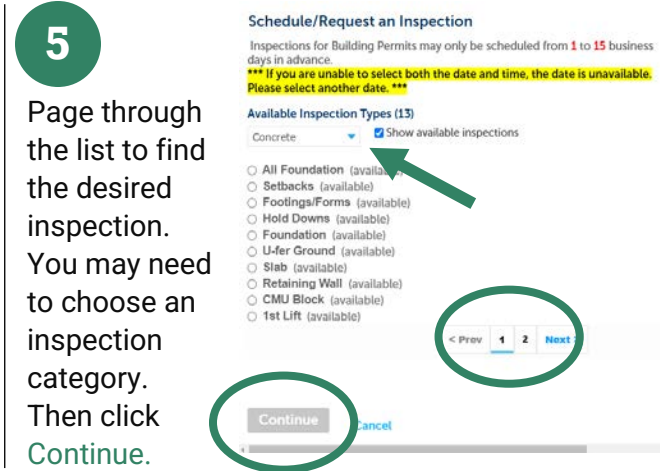 5
Page through
the list to find
the desired
inspection.
You may need
to choose an
inspection
category.
Then click
Continue.
Schedule/Request an Inspection
Inspections for Building Permits may only be scheduled from 1 to 15 business
days in advance.
*** If you are unable to select both the date and time, the date is unavailable.
Please select another date. ***
Available Inspection Types (13)
Concrete
Show available inspections
All Foundation (available)
Setbacks (available)
Footings/Forms (available)
Hold Downs (available)
Foundation (available)
U-fer Ground (available)
Slab (available)
Retaining Wall (available)
CMU Block (available)
1st Lift (available)
< Prev 1 2 Next >
Continue
Cancel